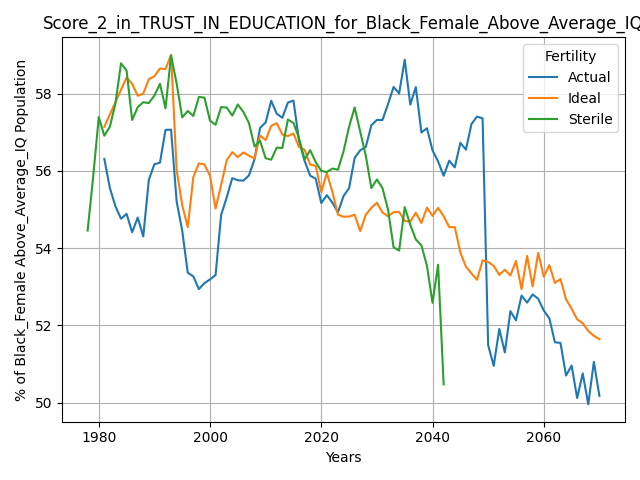 Score_2_in_TRUST_IN_EDUCATION_for_Black_Female_Above_Average_IQ
% of Black_Female Above_Average_IQ Population
58
56
54
52
50
1980
2000
2020
2040
2060
Years
Fertility
Actual
Ideal
Sterile